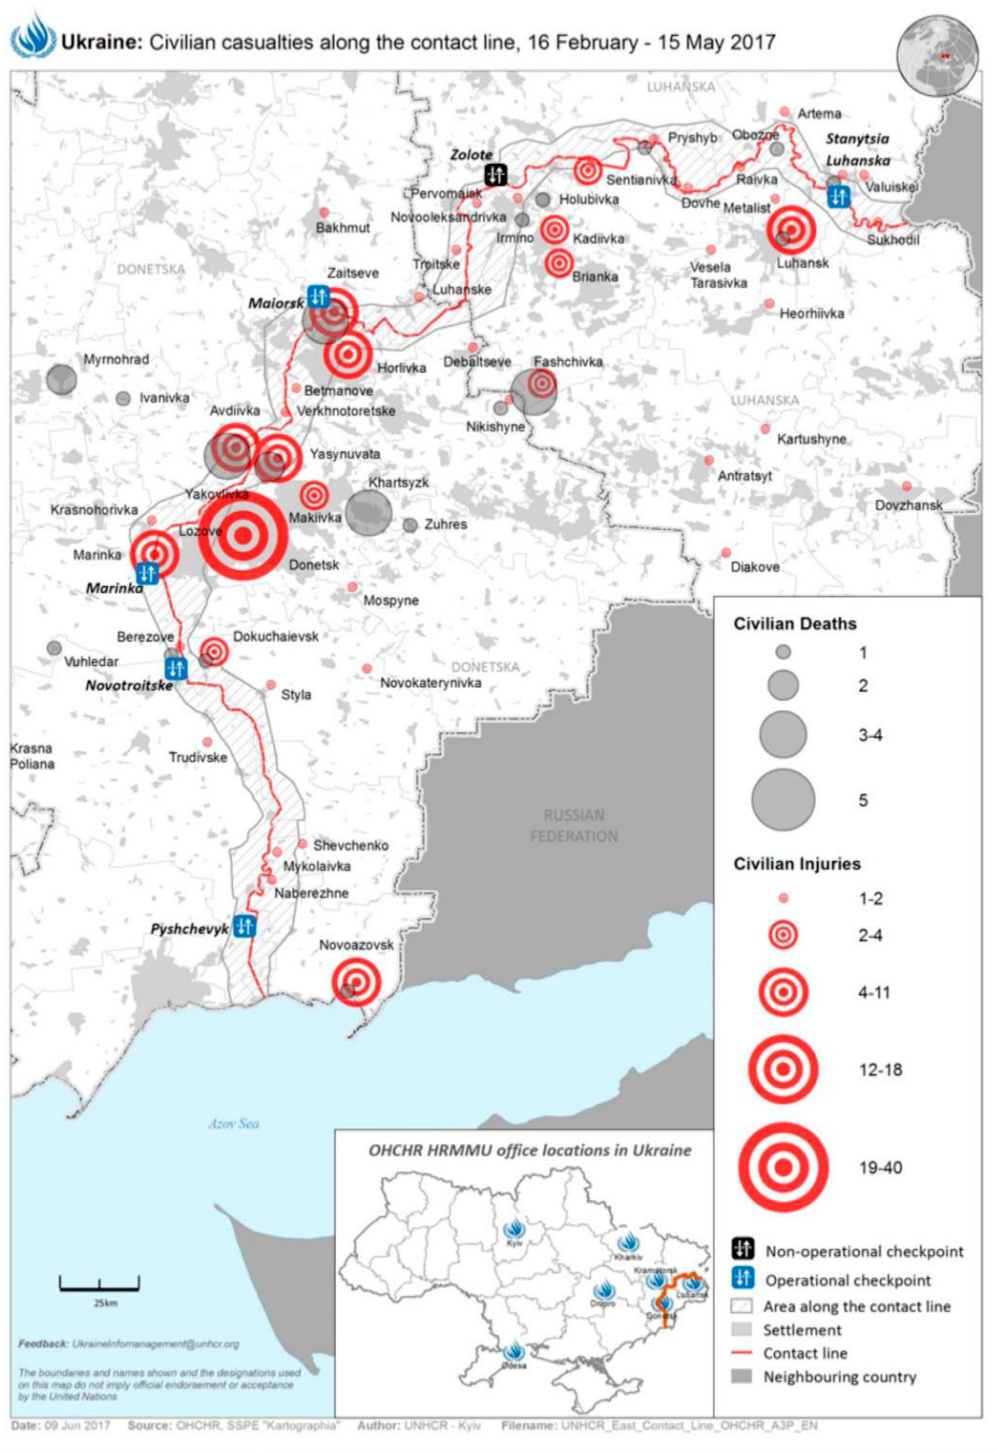 Ukraine: Civilian casualties along the contact line, 16 February - 15 May 2017
LUHANSKA
Artema
Pryshyb
Obozne
Stanytsia
Luhanska
Zolote
Sentianivka
Raivka
Valuiske
Pervomaisk
Holubivka
Dovhe
Metalist
Novooleksandrivka
Bakhmut
Irmino
Kadiivka
Sukhodil
Troitske
Luhansk
DONETSKA
Zaitseve
Brianka
Vesela
Tarasivka
Luhanske
Maiorsk
Heorhiivka
Myrnohrad
Horlivka
Debaltseve
Fashchivka
Ivanivka
Betmanove
LUHANSKA
Avdiivka
Verkhnotoretske
Nikishyne
Kartushyne
Yasynuvata
Antratsyt
Khartsyzk
Yakovlivka
Dovzhansk
Krasnohorivka
Makiivka
Zuhres
Lozove
Marinka
Donetsk
Diakove
Marinka
Mospyne
Berezove
Dokuchaievsk
Vuhledar
DONETSKA
Novotroitske
Novokaterynivka
Styla
Krasna
Poliana
Trudivske
RUSSIAN
FEDERATION
Shevchenko
Mykolaivka
Naberezhne
Pyshchevyk
Novoazovsk
Azov Sea
Civilian Deaths
1
2
3-4
5
Civilian Injuries
1-2
2-4
4-11
12-18
19-40
Non-operational checkpoint
Operational checkpoint
Area along the contact line
Settlement
Contact line
Neighbouring country
OHCHR HRMMU office locations in Ukraine
Kyiv
Kharkiv
Kramatorsk
Luhansk
Dnipro
Donetsk
Odesa
25km
Feedback: UkraineInfomanagement@unhcr.org
The boundaries and names shown and the designations used
on this map do not imply official endorsement or acceptance
by the United Nations
Date: 09 Jun 2017 Source: OHCHR, SSPE "Kartographia" Author: UNHCR - Kyiv Filename: UNHCR_East_Contact_Line_OHCHR_A3P_EN